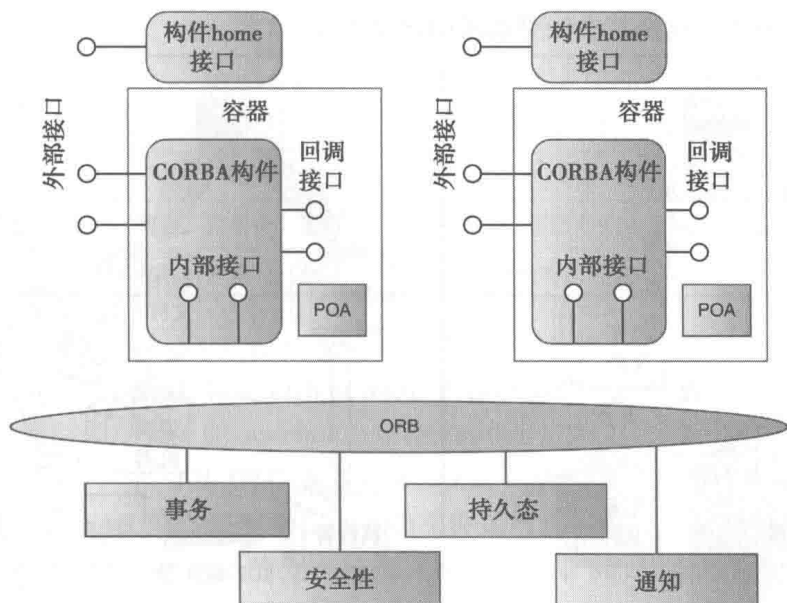 构件home
接口
容器
外部接口
CORBA构件
回调
接口
内部接口
POA
构件home
接口
容器
外部接口
CORBA构件
回调
接口
内部接口
POA
ORB
事务
持久态
安全性
通知